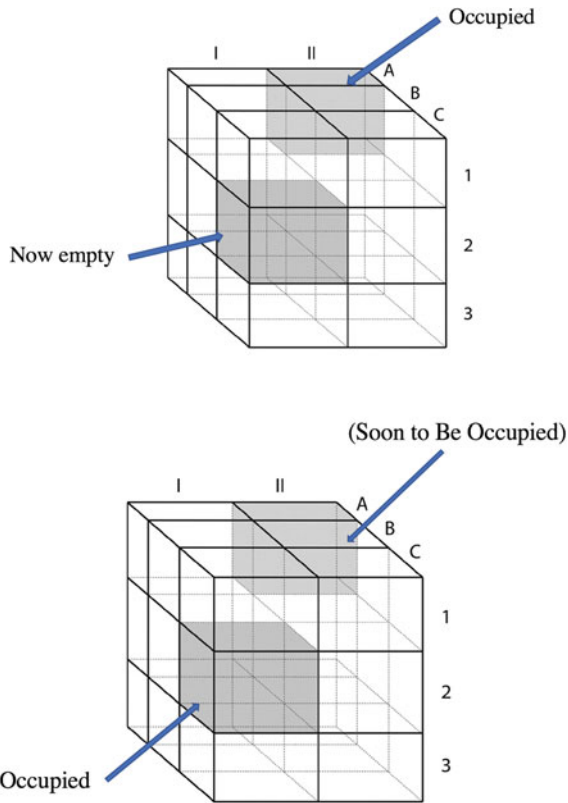 Occupied
I II
A
B
C
1
2
3
Now empty
(Soon to Be Occupied)
I II
A
B
C
1
2
3
Occupied